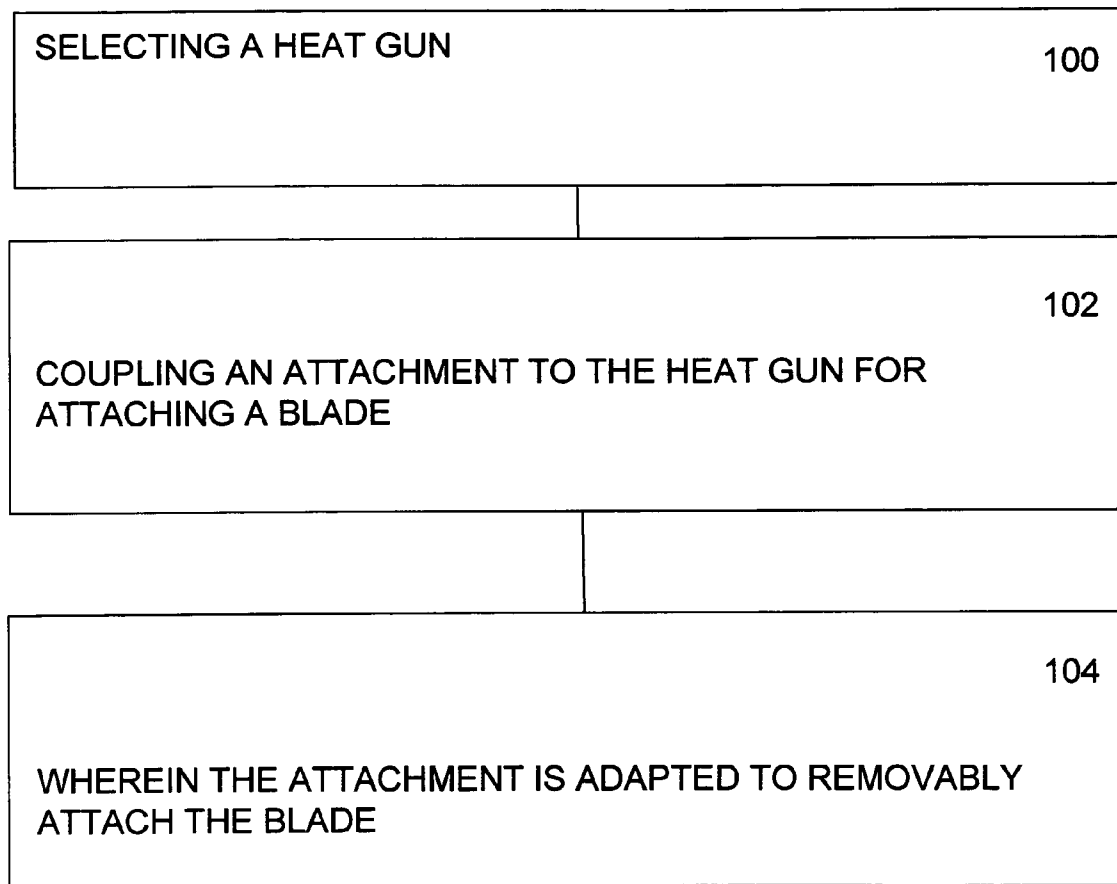 SELECTING A HEAT GUN
100
102
COUPLING AN ATTACHMENT TO THE HEAT GUN FOR
ATTACHING A BLADE
104
WHEREIN THE ATTACHMENT IS ADAPTED TO REMOVABLY
ATTACH THE BLADE